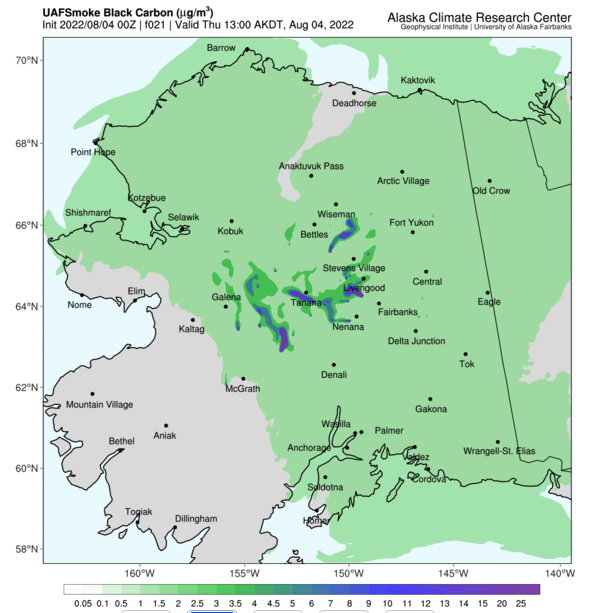 UAFSmoke Black Carbon (μg/m³)
Init 2022/08/04 00Z | f021 | Valid Thu 13:00 AKDT, Aug 04, 2022
Alaska Climate Research Center
Geophysical Institute | University of Alaska Fairbanks
70°N
Barrow
Kaktovik
Deadhorse
68°N
Point Hope
Anaktuvuk Pass
Arctic Village
Old Crow
Kotzebue
Wiseman
Shishmaref
Selawik
66°N
Kobuk
Bettles
Fort Yukon
Stevens Village
Central
Livengood
Galena
Tanana
Eagle
Elim
Nome
64°N
Fairbanks
Kaltag
Nenana
Delta Junction
Tok
Denali
62°N
McGrath
Mountain Village
Gakona
Wasilla
Palmer
Aniak
Bethel
Anchorage
Valdez
Wrangell-St. Elias
60°N
Cordova
Soldotna
Togiak
Dillingham
Homer
58°N
160°W
155°W
150°W
145°W
140°W
0.05 0.1 0.5 1 1.5 2 2.5 3 3.5 4 4.5 5 6 7 8 9 10 11 12 13 14 15 20 25